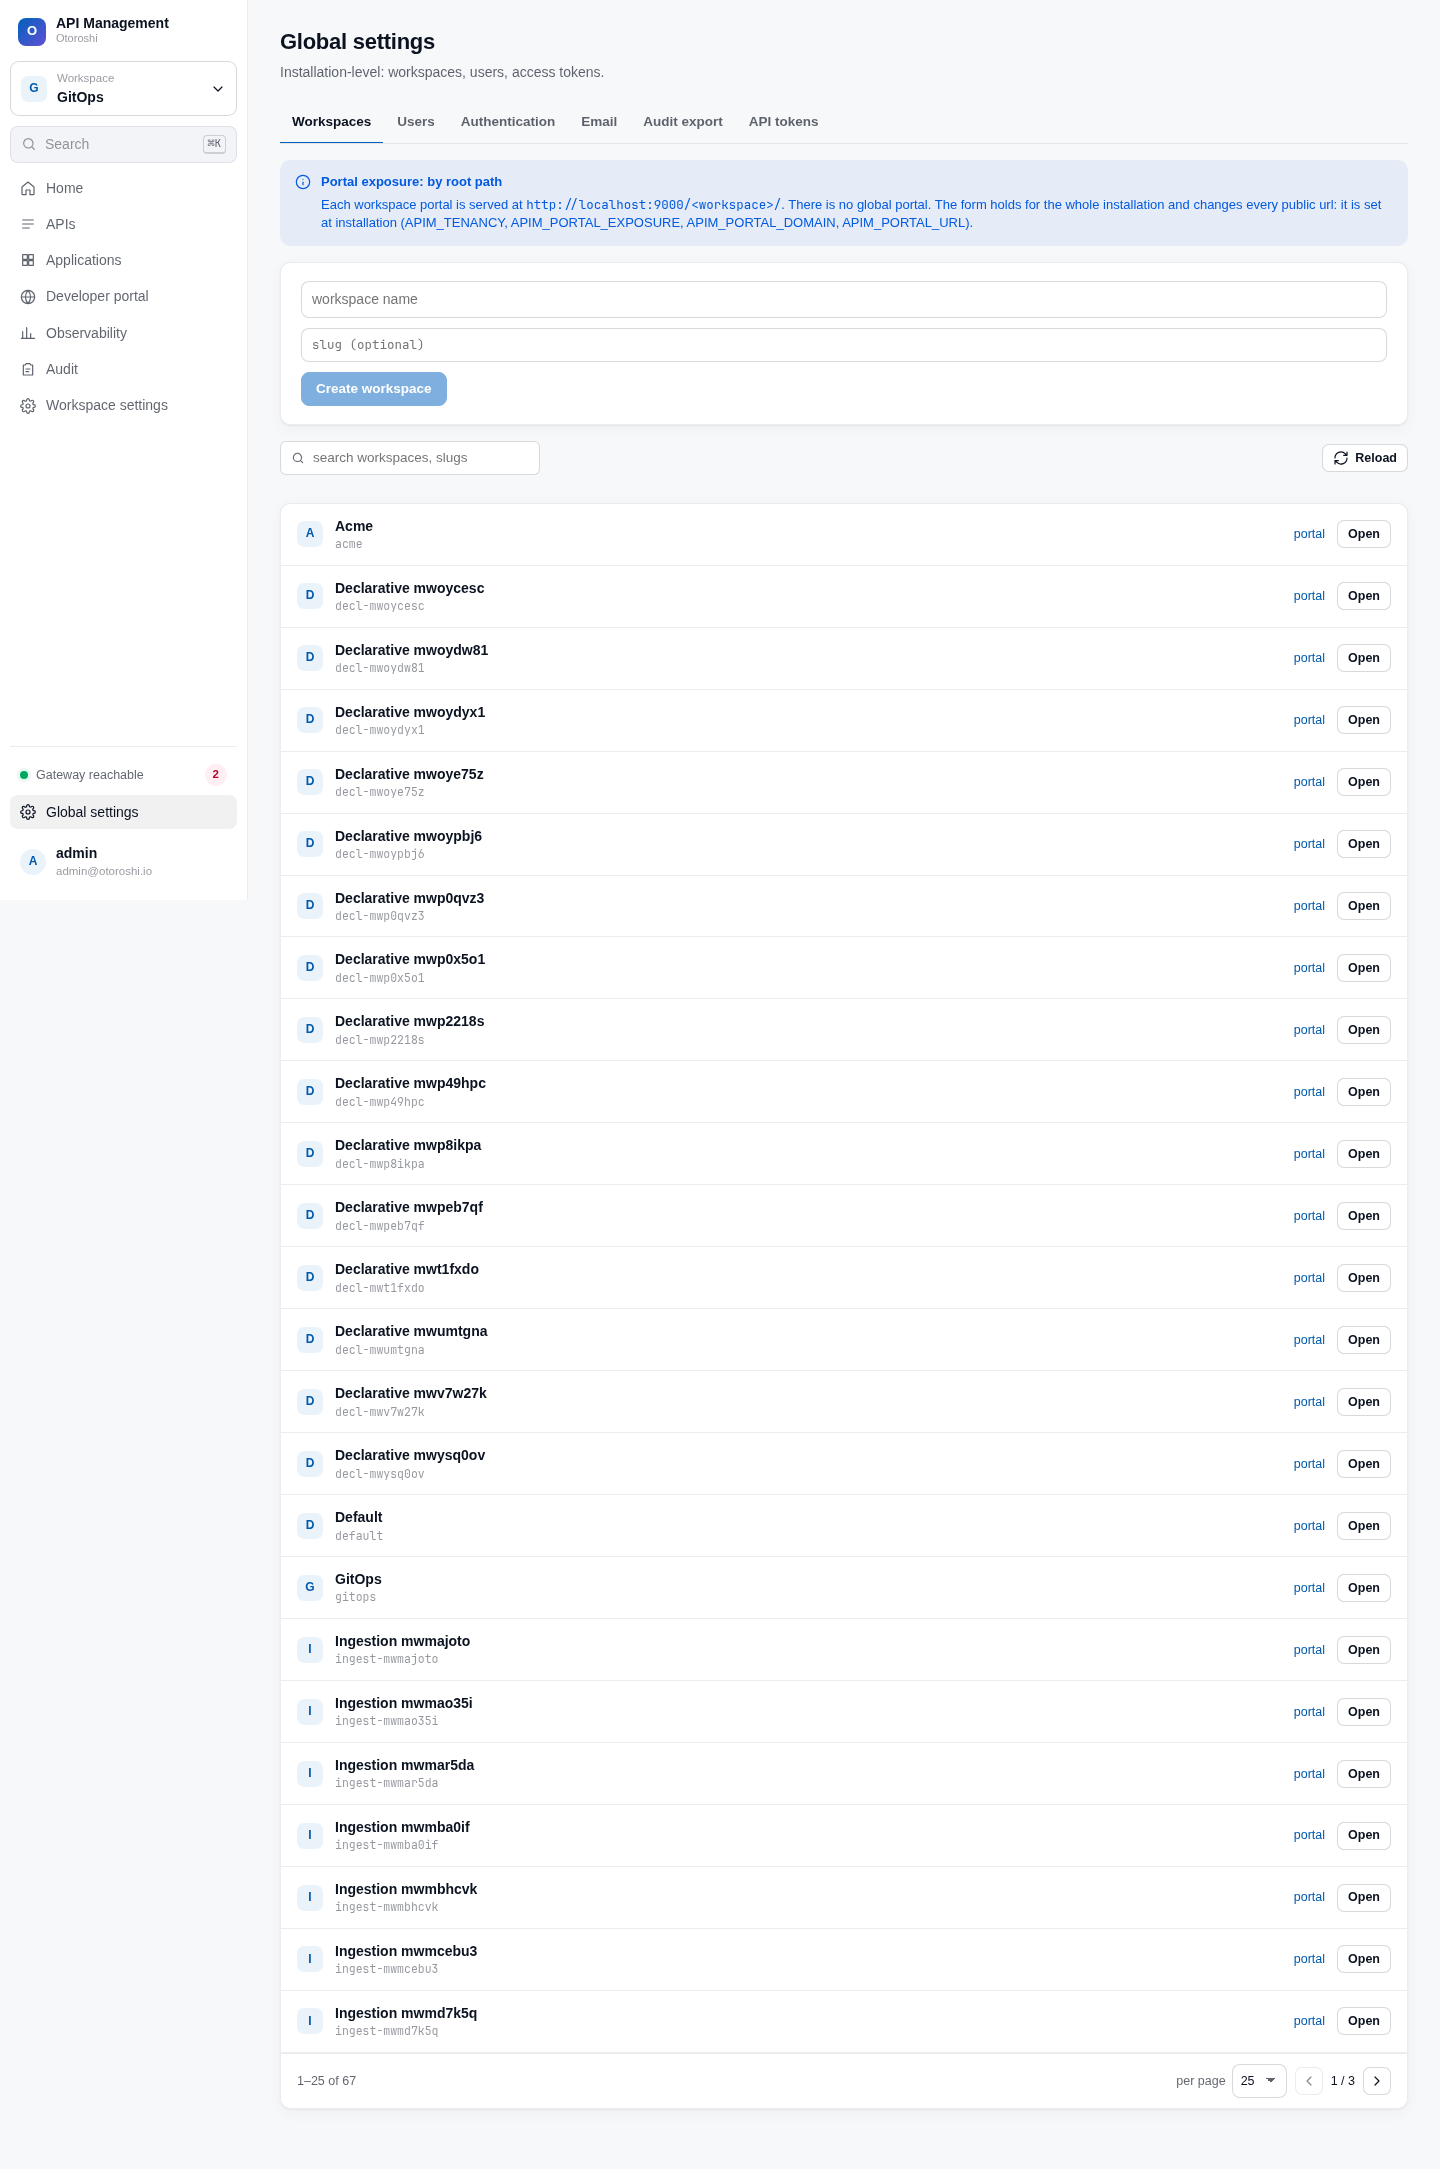 O
API Management
Otoroshi
G
Workspace
GitOps
Search
⌘K
Home
APIs
Applications
Developer portal
Observability
Audit
Workspace settings
Gateway reachable
2
Global settings
A
admin
admin@otoroshi.io
Global settings
Installation-level: workspaces, users, access tokens.
Workspaces Users Authentication Email Audit export API tokens
Portal exposure: by root path
Each workspace portal is served at http://localhost:9000/<workspace>/. There is no global portal. The form holds for the whole installation and changes every public url: it is set
at installation (APIM_TENANCY, APIM_PORTAL_EXPOSURE, APIM_PORTAL_DOMAIN, APIM_PORTAL_URL).
workspace name
slug (optional)
Create workspace
search workspaces, slugs
Reload
A Acme portal Open
acme
D Declarative mwoycesc portal Open
decl-mwoycesc
D Declarative mwoydw81 portal Open
decl-mwoydw81
D Declarative mwoydyx1 portal Open
decl-mwoydyx1
D Declarative mwoye75z portal Open
decl-mwoye75z
D Declarative mwoypbj6 portal Open
decl-mwoypbj6
D Declarative mwp0qvz3 portal Open
decl-mwp0qvz3
D Declarative mwp0x5o1 portal Open
decl-mwp0x5o1
D Declarative mwp2218s portal Open
decl-mwp2218s
D Declarative mwp49hpc portal Open
decl-mwp49hpc
D Declarative mwp8ikpa portal Open
decl-mwp8ikpa
D Declarative mwpeb7qf portal Open
decl-mwpeb7qf
D Declarative mwt1fxdo portal Open
decl-mwt1fxdo
D Declarative mwumtgna portal Open
decl-mwumtgna
D Declarative mwv7w27k portal Open
decl-mwv7w27k
D Declarative mwysq0ov portal Open
decl-mwysq0ov
D Default portal Open
default
G GitOps portal Open
gitops
I Ingestion mwmajoto portal Open
ingest-mwmajoto
I Ingestion mwmao35i portal Open
ingest-mwmao35i
I Ingestion mwmar5da portal Open
ingest-mwmar5da
I Ingestion mwmba0if portal Open
ingest-mwmba0if
I Ingestion mwmbhcvk portal Open
ingest-mwmbhcvk
I Ingestion mwmcebu3 portal Open
ingest-mwmcebu3
I Ingestion mwmd7k5q portal Open
ingest-mwmd7k5q
1–25 of 67 per page 25 1 / 3